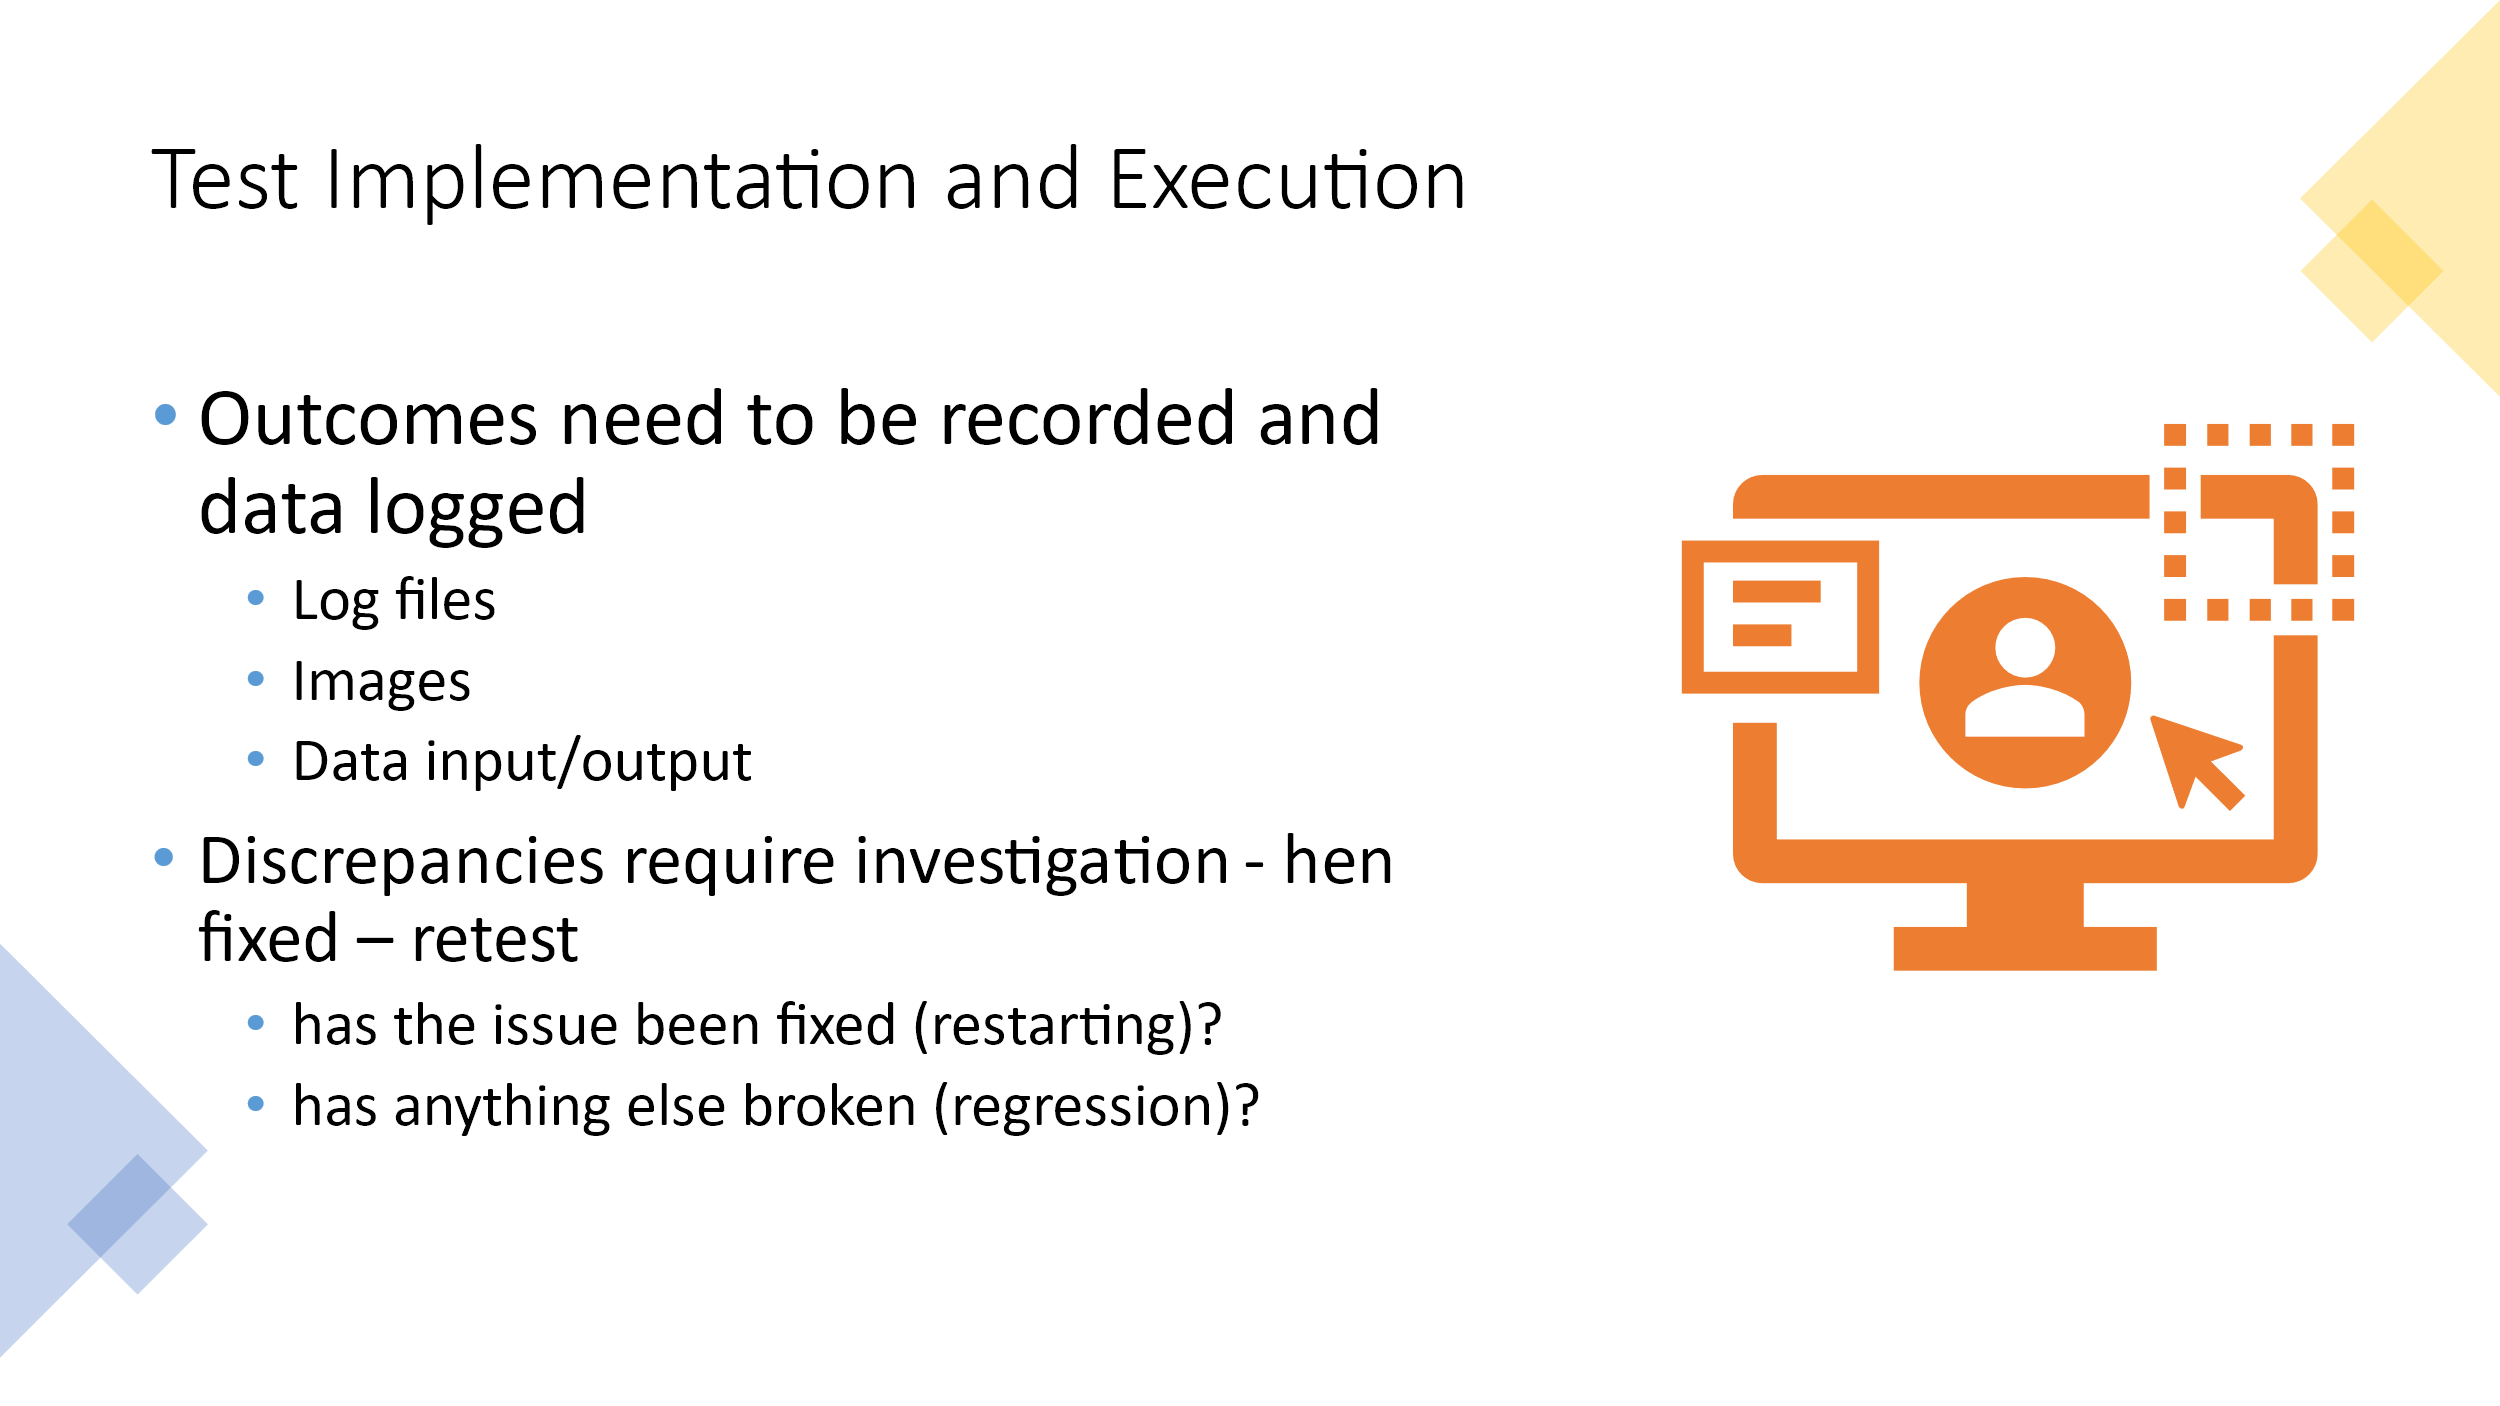 Test Implementation and Execution
• Outcomes need to be recorded and
data logged
• Log files
• Images
• Data input/output
• Discrepancies require investigation - hen
fixed – retest
• has the issue been fixed (restarting)?
• has anything else broken (regression)?